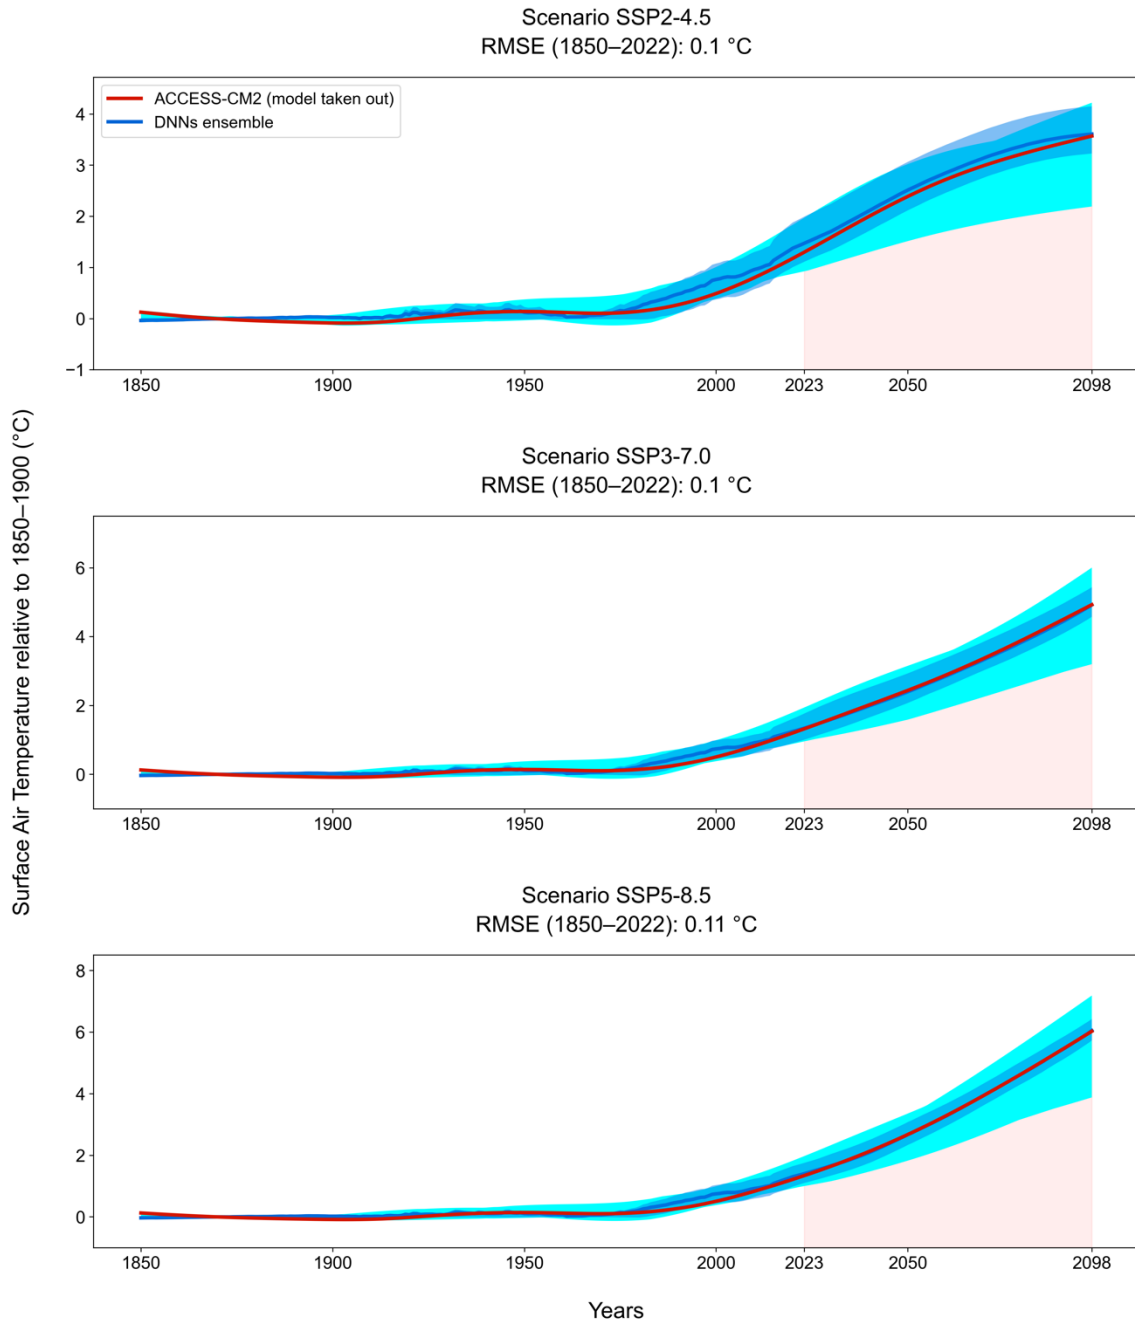 Scenario SSP2-4.5
RMSE (1850–2022): 0.1 °C
ACCESS-CM2 (model taken out)
DNNs ensemble
4
3
2
1
0
−1
1850 1900 1950 2000 2023 2050 2098
Surface Air Temperature relative to 1850–1900 (°C)
Scenario SSP3-7.0
RMSE (1850–2022): 0.1 °C
6
4
2
0
1850 1900 1950 2000 2023 2050 2098
Scenario SSP5-8.5
RMSE (1850–2022): 0.11 °C
8
6
4
2
0
1850 1900 1950 2000 2023 2050 2098
Years